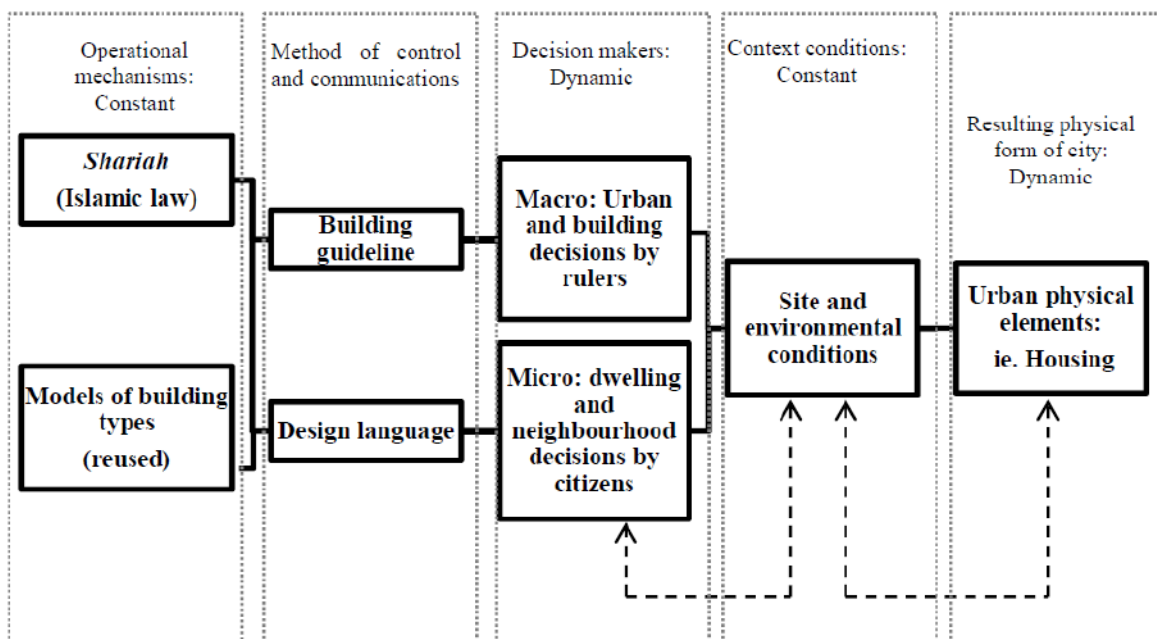 Operational
mechanisms:
Constant
Shariah
(Islamic law)
Models of building
types
(reused)
Method of control
and communications
Building
guideline
Design language
Decision makers:
Dynamic
Macro: Urban
and building
decisions by
rulers
Micro: dwelling
and
neighbourhood
decisions by
citizens
Context conditions:
Constant
Site and
environmental
conditions
Resulting physical
form of city:
Dynamic
Urban physical
elements:
ie. Housing